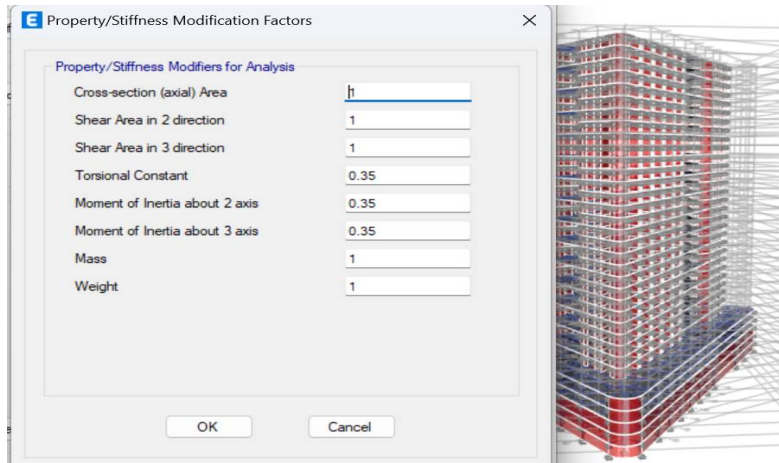 E Property/Stiffness Modification Factors
Property/Stiffness Modifiers for Analysis
Cross-section (axial) Area 1
Shear Area in 2 direction 1
Shear Area in 3 direction 1
Torsional Constant 0.35
Moment of Inertia about 2 axis 0.35
Moment of Inertia about 3 axis 0.35
Mass 1
Weight 1
OK Cancel